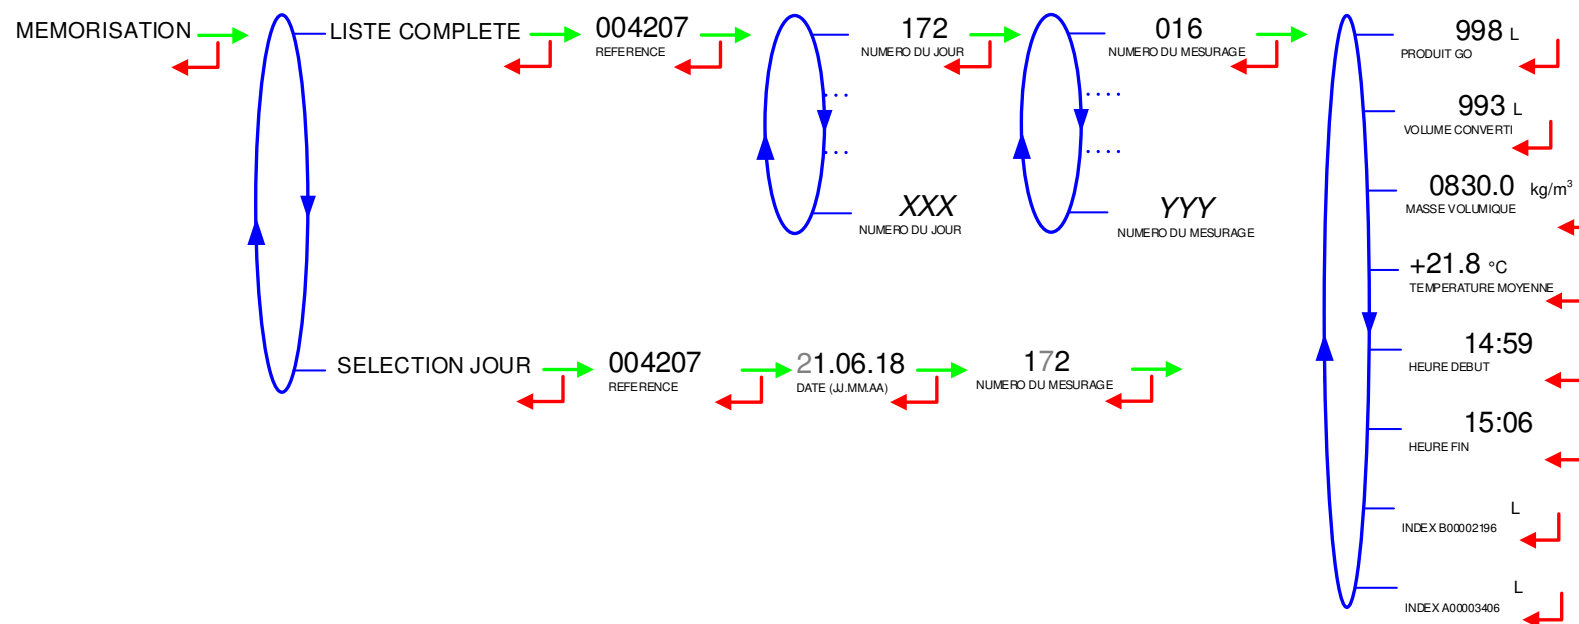 MEMORISATION
LISTE COMPLETE
004207
REFERENCE
172
NUMERO DU JOUR
....
....
XXX
NUMERO DU JOUR
016
NUMERO DU MESURAGE
....
....
YYY
NUMERO DU MESURAGE
998 L
PRODUIT GO
993 L
VOLUME CONVERTI
0830.0 kg/m³
MASSE VOLUMIQUE
+21.8 °C
TEMPERATURE MOYENNE
14:59
HEURE DEBUT
15:06
HEURE FIN
L
INDEX B00002196
L
INDEX A00003406
SELECTION JOUR
004207
REFERENCE
21.06.18
DATE (JJ.MM.AA)
172
NUMERO DU MESURAGE